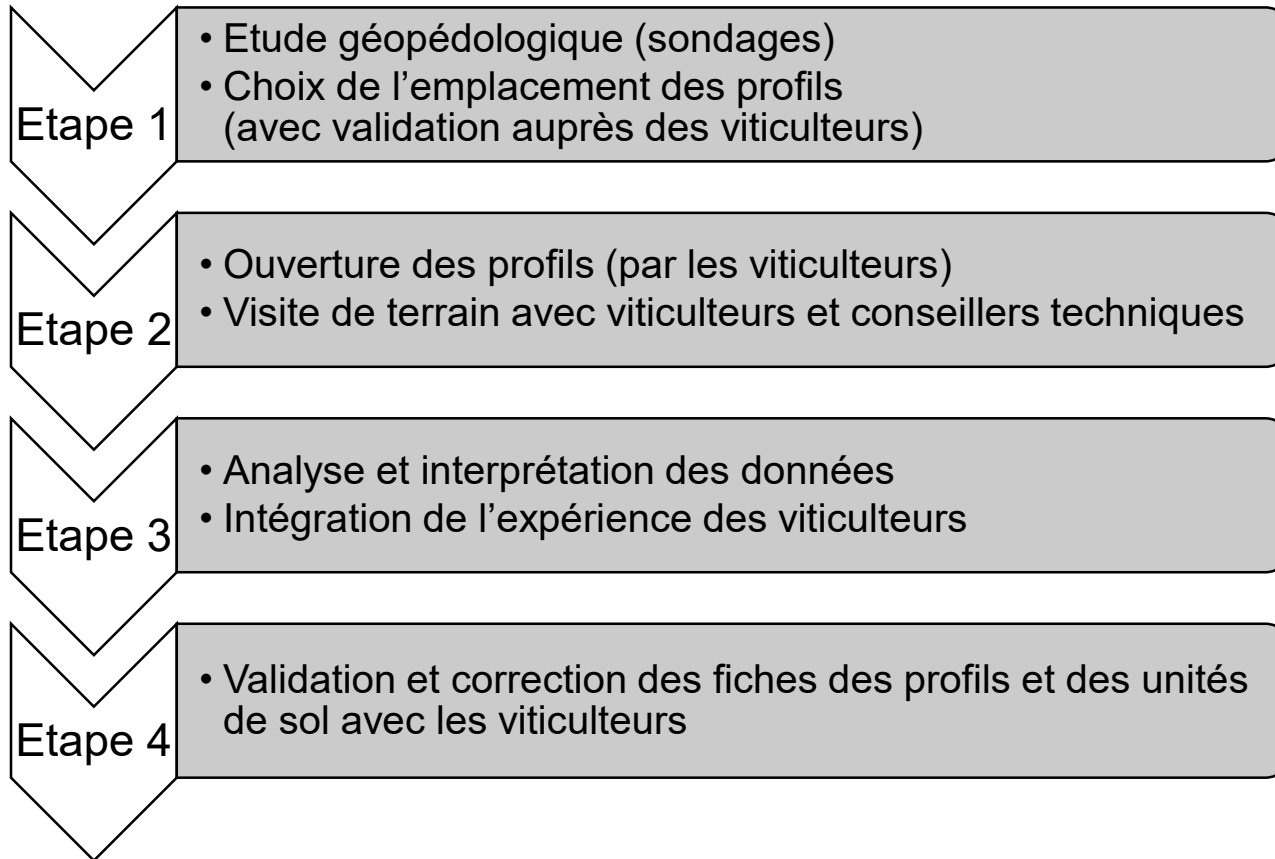 Etape 1
• Etude géopédologique (sondages)
• Choix de l’emplacement des profils
(avec validation auprès des viticulteurs)
Etape 2
• Ouverture des profils (par les viticulteurs)
• Visite de terrain avec viticulteurs et conseillers techniques
Etape 3
• Analyse et interprétation des données
• Intégration de l’expérience des viticulteurs
Etape 4
• Validation et correction des fiches des profils et des unités
de sol avec les viticulteurs